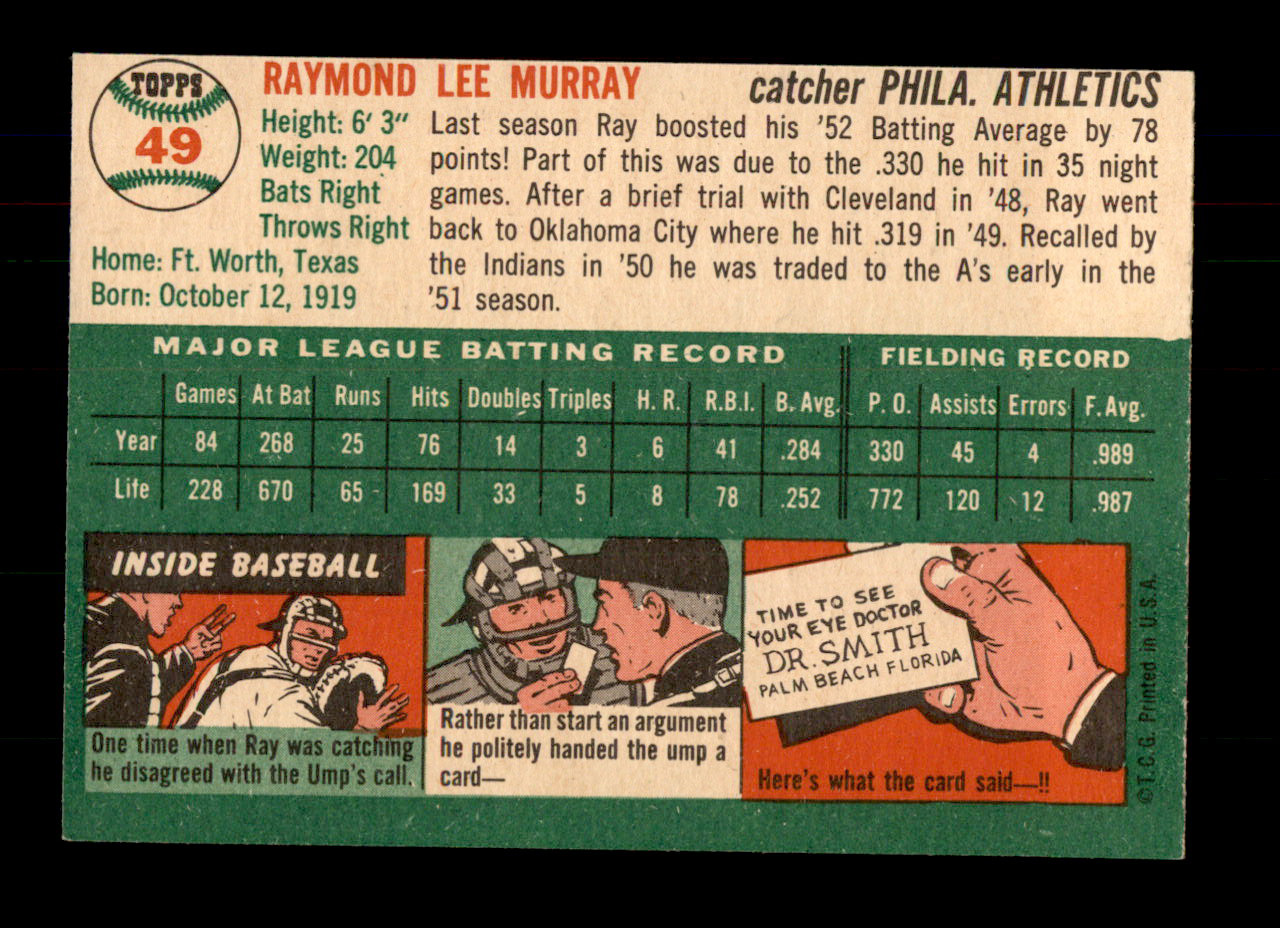 TOPPS
49
RAYMOND LEE MURRAY
catcher PHILA. ATHLETICS
Height: 6' 3"
Weight: 204
Bats Right
Throws Right
Home: Ft. Worth, Texas
Born: October 12, 1919
Last season Ray boosted his '52 Batting Average by 78
points! Part of this was due to the .330 he hit in 35 night
games. After a brief trial with Cleveland in '48, Ray went
back to Oklahoma City where he hit .319 in '49. Recalled by
the Indians in '50 he was traded to the A's early in the
'51 season.
MAJOR LEAGUE BATTING RECORD FIELDING RECORD
Games At Bat Runs Hits Doubles Triples H. R. R.B.I. B. Avg. P. O. Assists Errors F. Avg.
Year 84 268 25 76 14 3 6 41 .284 330 45 4 .989
Life 228 670 65 169 33 5 8 78 .252 772 120 12 .987
INSIDE BASEBALL
One time when Ray was catching
he disagreed with the Ump's call.
Rather than start an argument
he politely handed the ump a
card—
TIME TO SEE
YOUR EYE DOCTOR
DR. SMITH
PALM BEACH FLORIDA
Here's what the card said—!!
© T.C.G. Printed in U.S.A.